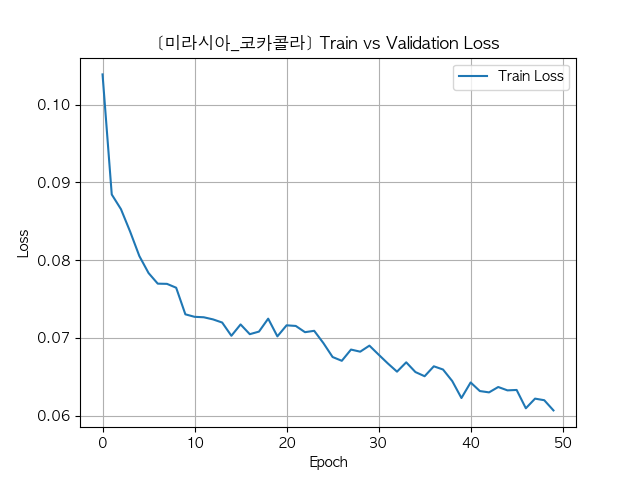 [미라시아_코카콜라] Train vs Validation Loss
Train Loss
0.10
0.09
0.08
0.07
0.06
Loss
0 10 20 30 40 50
Epoch